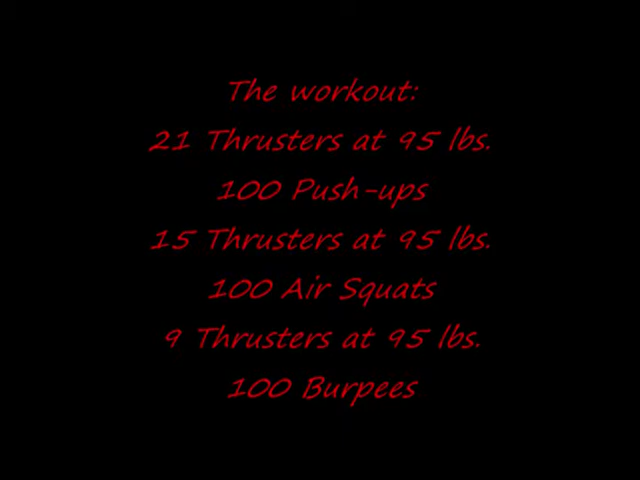 The workout:
21 Thrusters at 95 lbs.
100 Push-ups
15 Thrusters at 95 lbs.
100 Air Squats
9 Thrusters at 95 lbs.
100 Burpees